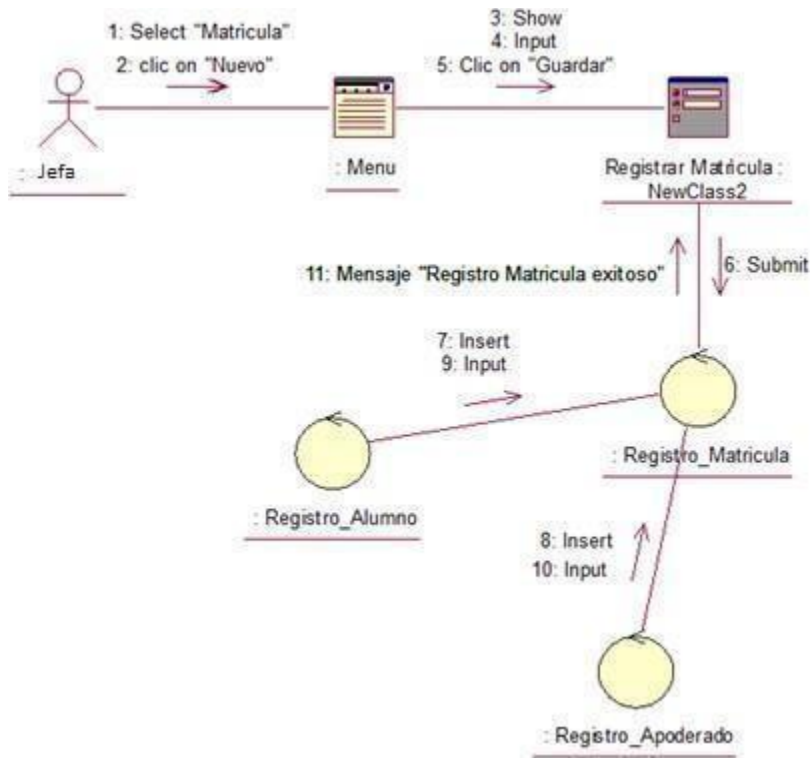 1: Select "Matricula"
2: clic on "Nuevo"
3: Show
4: Input
5: Clic on "Guardar"
: Jefa
: Menu
Registrar Matricula :
NewClass2
11: Mensaje "Registro Matricula exitoso"
6: Submit
7: Insert
9: Input
: Registro_Matricula
: Registro_Alumno
8: Insert
10: Input
: Registro_Apoderado